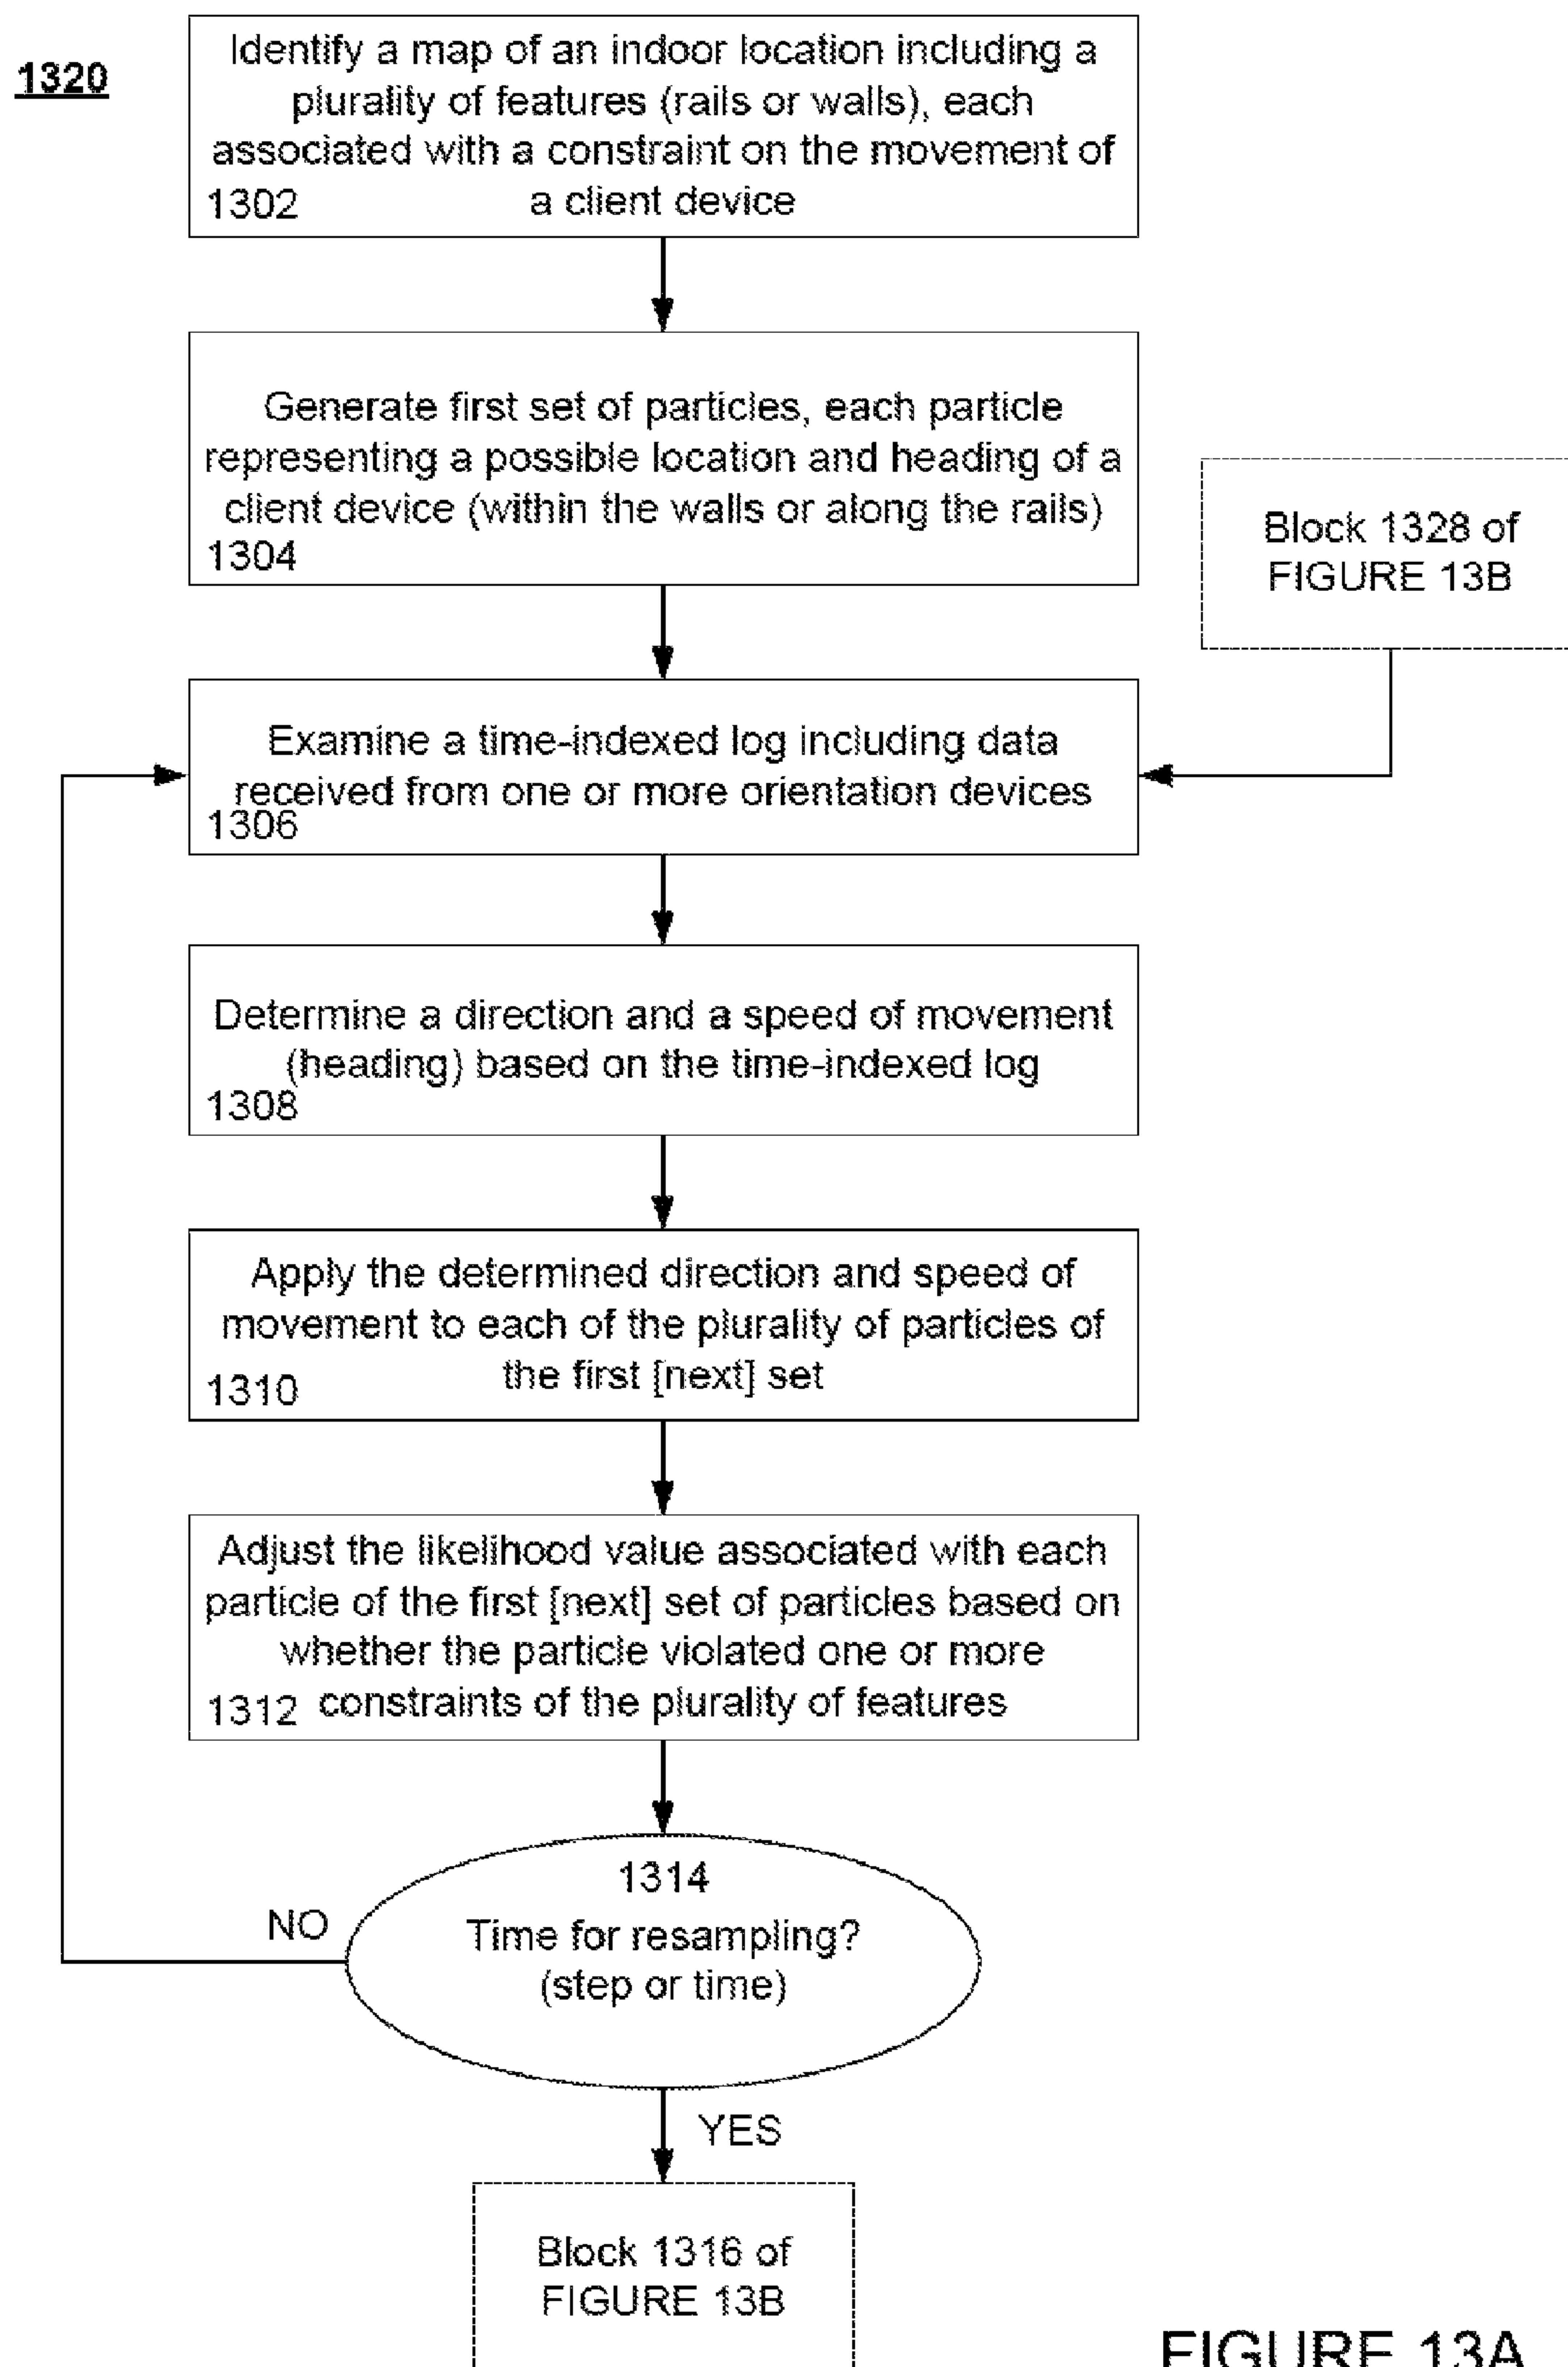 1320
Identify a map of an indoor location including a
plurality of features (rails or walls), each
associated with a constraint on the movement of
a client device
1302
Generate first set of particles, each particle
representing a possible location and heading of a
client device (within the walls or along the rails)
1304
Block 1328 of
FIGURE 13B
Examine a time-indexed log including data
received from one or more orientation devices
1306
Determine a direction and a speed of movement
(heading) based on the time-indexed log
1308
Apply the determined direction and speed of
movement to each of the plurality of particles of
the first [next] set
1310
Adjust the likelihood value associated with each
particle of the first [next] set of particles based on
whether the particle violated one or more
constraints of the plurality of features
1312
1314
Time for resampling?
(step or time)
NO
YES
Block 1316 of
FIGURE 13B
FIGURE 13A